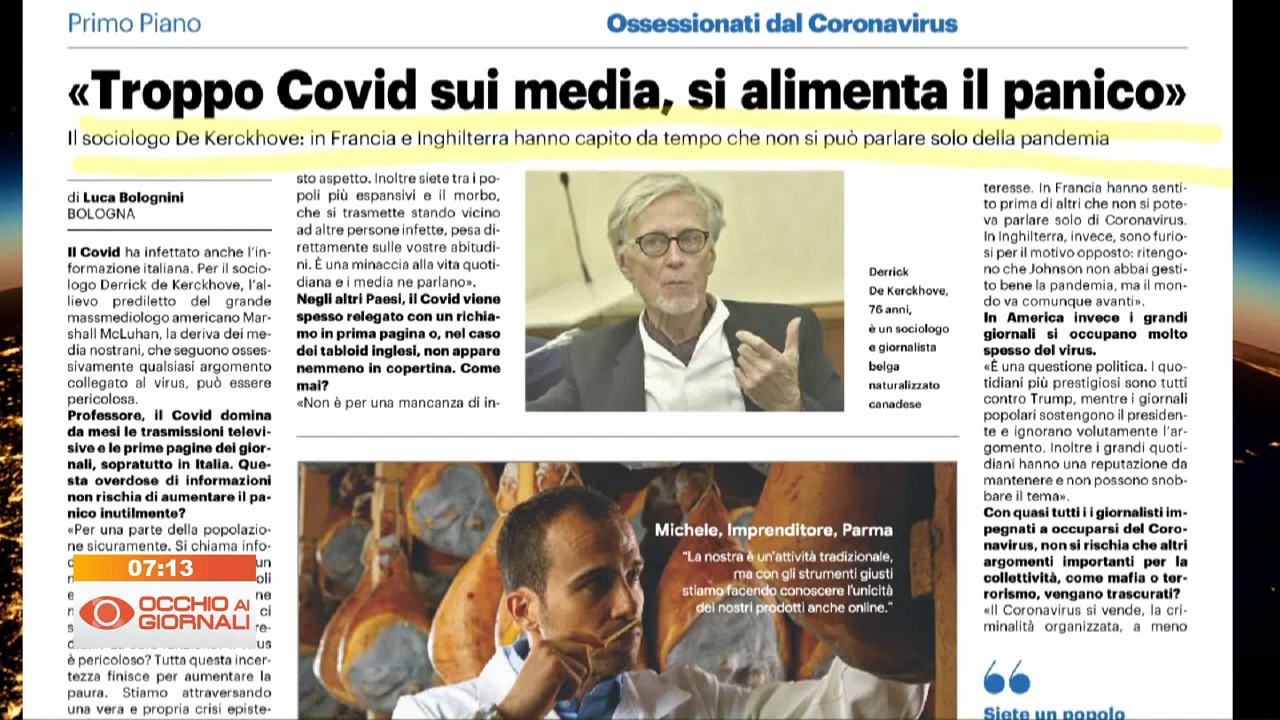 Primo Piano
Ossessionati dal Coronavirus
«Troppo Covid sui media, si alimenta il panico»
Il sociologo De Kerckhove: in Francia e Inghilterra hanno capito da tempo che non si può parlare solo della pandemia
di Luca Bolognini
BOLOGNA
Il Covid ha infettato anche l'in-
formazione italiana. Per il socio-
logo Derrick de Kerckhove, l'al-
lievo prediletto del grande
massmediologo americano Mar-
shall McLuhan, la deriva dei me-
dia nostrani, che seguono osses-
sivamente qualsiasi argomento
collegato al virus, può essere
pericolosa.
Professore, il Covid domina
da mesi le trasmissioni televi-
sive e le prime pagine dei gior-
nali, sopratutto in Italia. Que-
sta overdose di informazioni
non rischia di aumentare il pa-
nico inutilmente?
«Per una parte della popolazio-
ne sicuramente. Si chiama info-
un
oli
ne
ci
re-
us
è pericoloso? Tutta questa incer-
tezza finisce per aumentare la
paura. Stiamo attraversando
una vera e propria crisi episte-
07:13
OCCHIO AI
GIORNALI
sto aspetto. Inoltre siete tra i po-
poli più espansivi e il morbo,
che si trasmette stando vicino
ad altre persone infette, pesa di-
rettamente sulle vostre abitudi-
ni. È una minaccia alla vita quoti-
diana e i media ne parlano».
Negli altri Paesi, il Covid viene
spesso relegato con un richia-
mo in prima pagina o, nel caso
dei tabloid inglesi, non appare
nemmeno in copertina. Come
mai?
«Non è per una mancanza di in-
Derrick
De Kerckhove,
76 anni,
è un sociologo
e giornalista
belga
naturalizzato
canadese
Michele, Imprenditore, Parma
"La nostra è un'attività tradizionale,
ma con gli strumenti giusti
stiamo facendo conoscere l'unicità
dei nostri prodotti anche online."
teresse. In Francia hanno senti-
to prima di altri che non si pote-
va parlare solo di Coronavirus.
In Inghilterra, invece, sono furio-
si per il motivo opposto: ritengo-
no che Johnson non abbai gesti-
to bene la pandemia, ma il mon-
do va comunque avanti».
In America invece i grandi
giornali si occupano molto
spesso del virus.
«È una questione politica. I quo-
tidiani più prestigiosi sono tutti
contro Trump, mentre i giornali
popolari sostengono il presiden-
te e ignorano volutamente l'ar-
gomento. Inoltre i grandi quoti-
diani hanno una reputazione da
mantenere e non possono snob-
bare il tema».
Con quasi tutti i i giornalisti im-
pegnati a occuparsi del Coro-
navirus, non si rischia che altri
argomenti importanti per la
collettività, come mafia o ter-
rorismo, vengano trascurati?
«Il Coronavirus si vende, la cri-
minalità organizzata, a meno
Siete un popolo